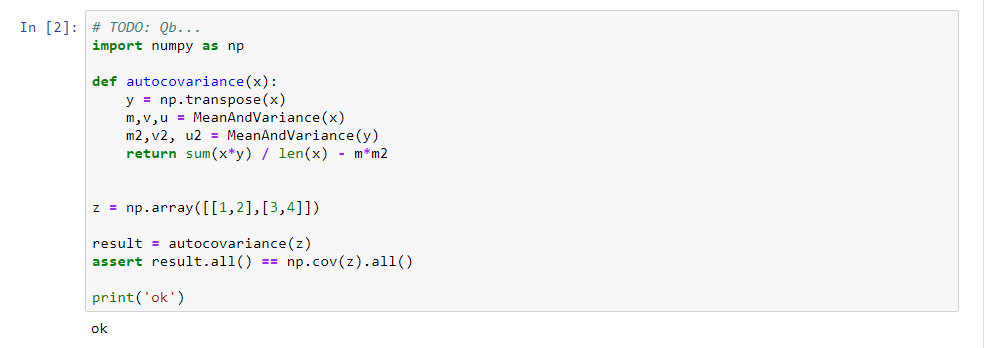 In [2]: # TODO: Qb...
import numpy as np
def autocovariance(x):
    y = np.transpose(x)
    m,v,u = MeanAndVariance(x)
    m2,v2, u2 = MeanAndVariance(y)
    return sum(x*y) / len(x) - m*m2
z = np.array([[1,2],[3,4]])
result = autocovariance(z)
assert result.all() == np.cov(z).all()
print('ok')
ok